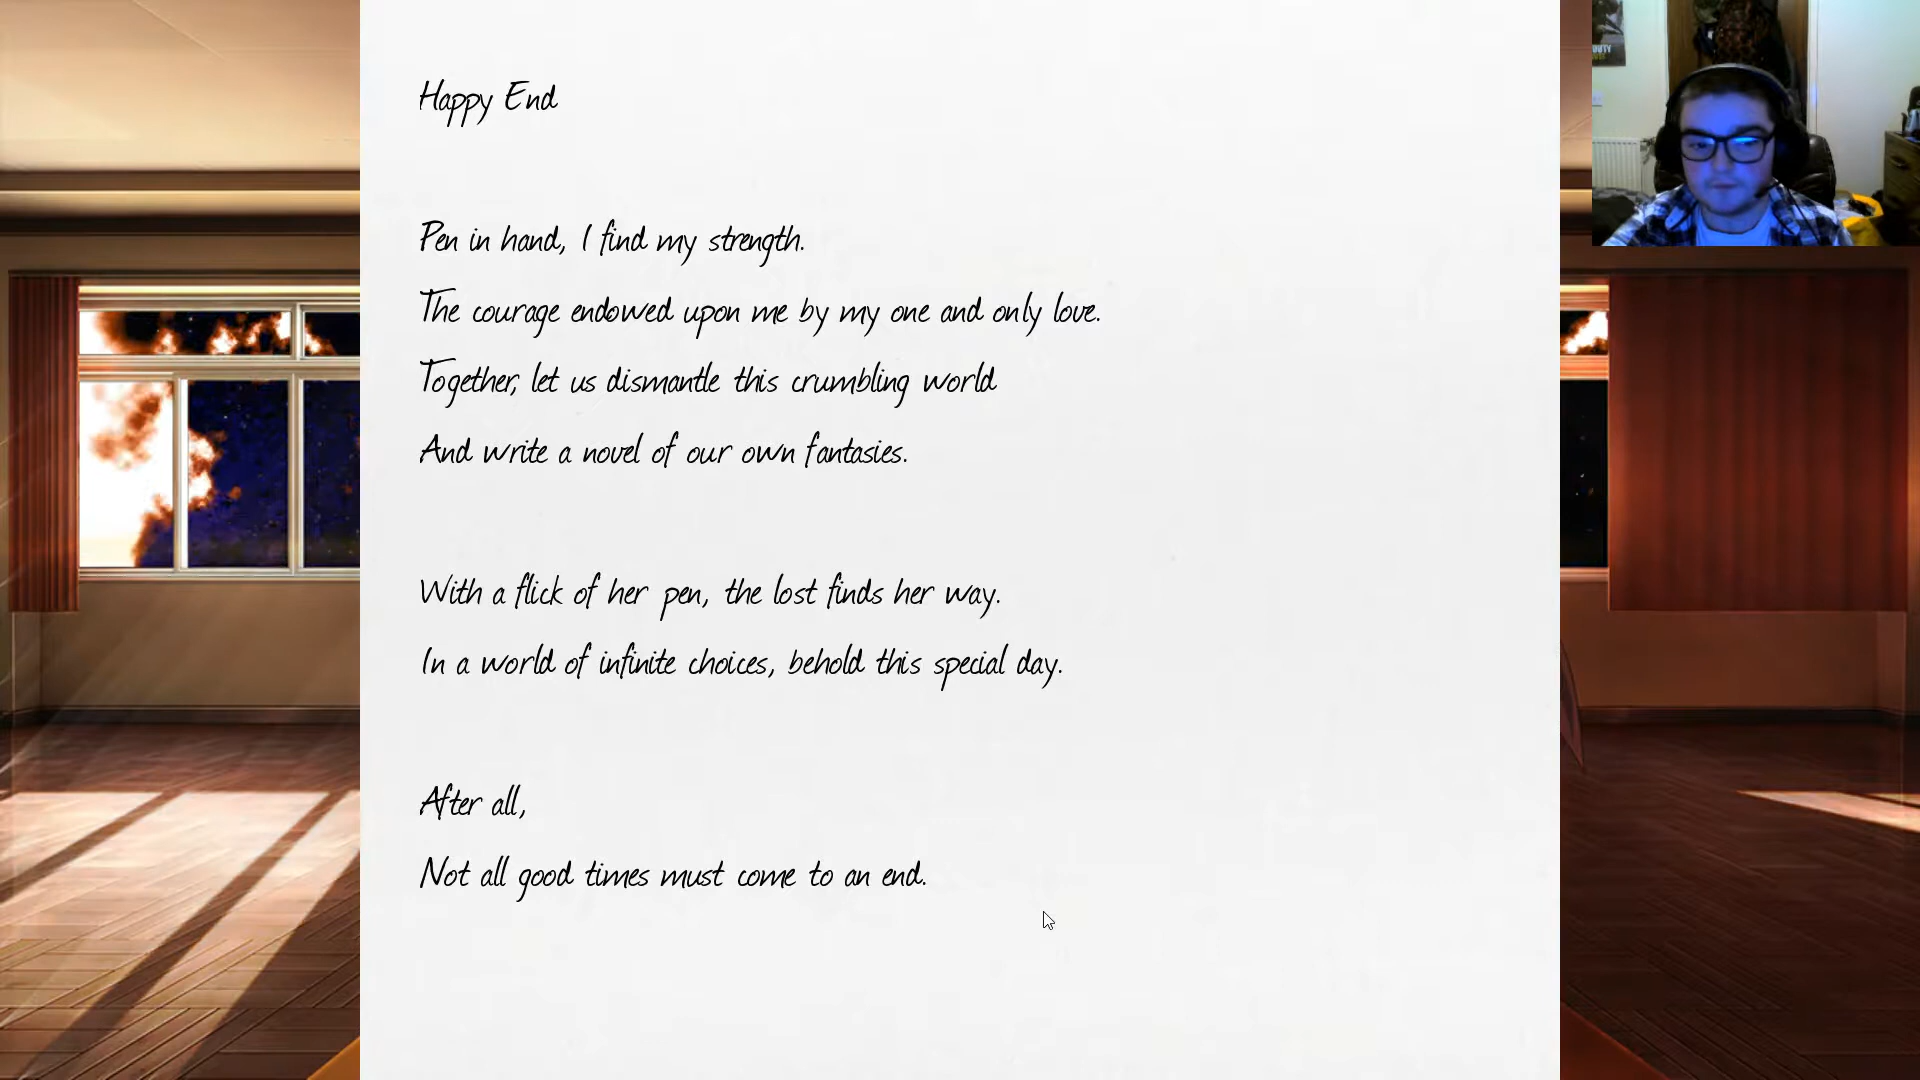 Happy End
Pen in hand, I find my strength.
The courage endowed upon me by my one and only love.
Together, let us dismantle this crumbling world
And write a novel of our own fantasies.
With a flick of her pen, the lost finds her way.
In a world of infinite choices, behold this special day.
After all,
Not all good times must come to an end.